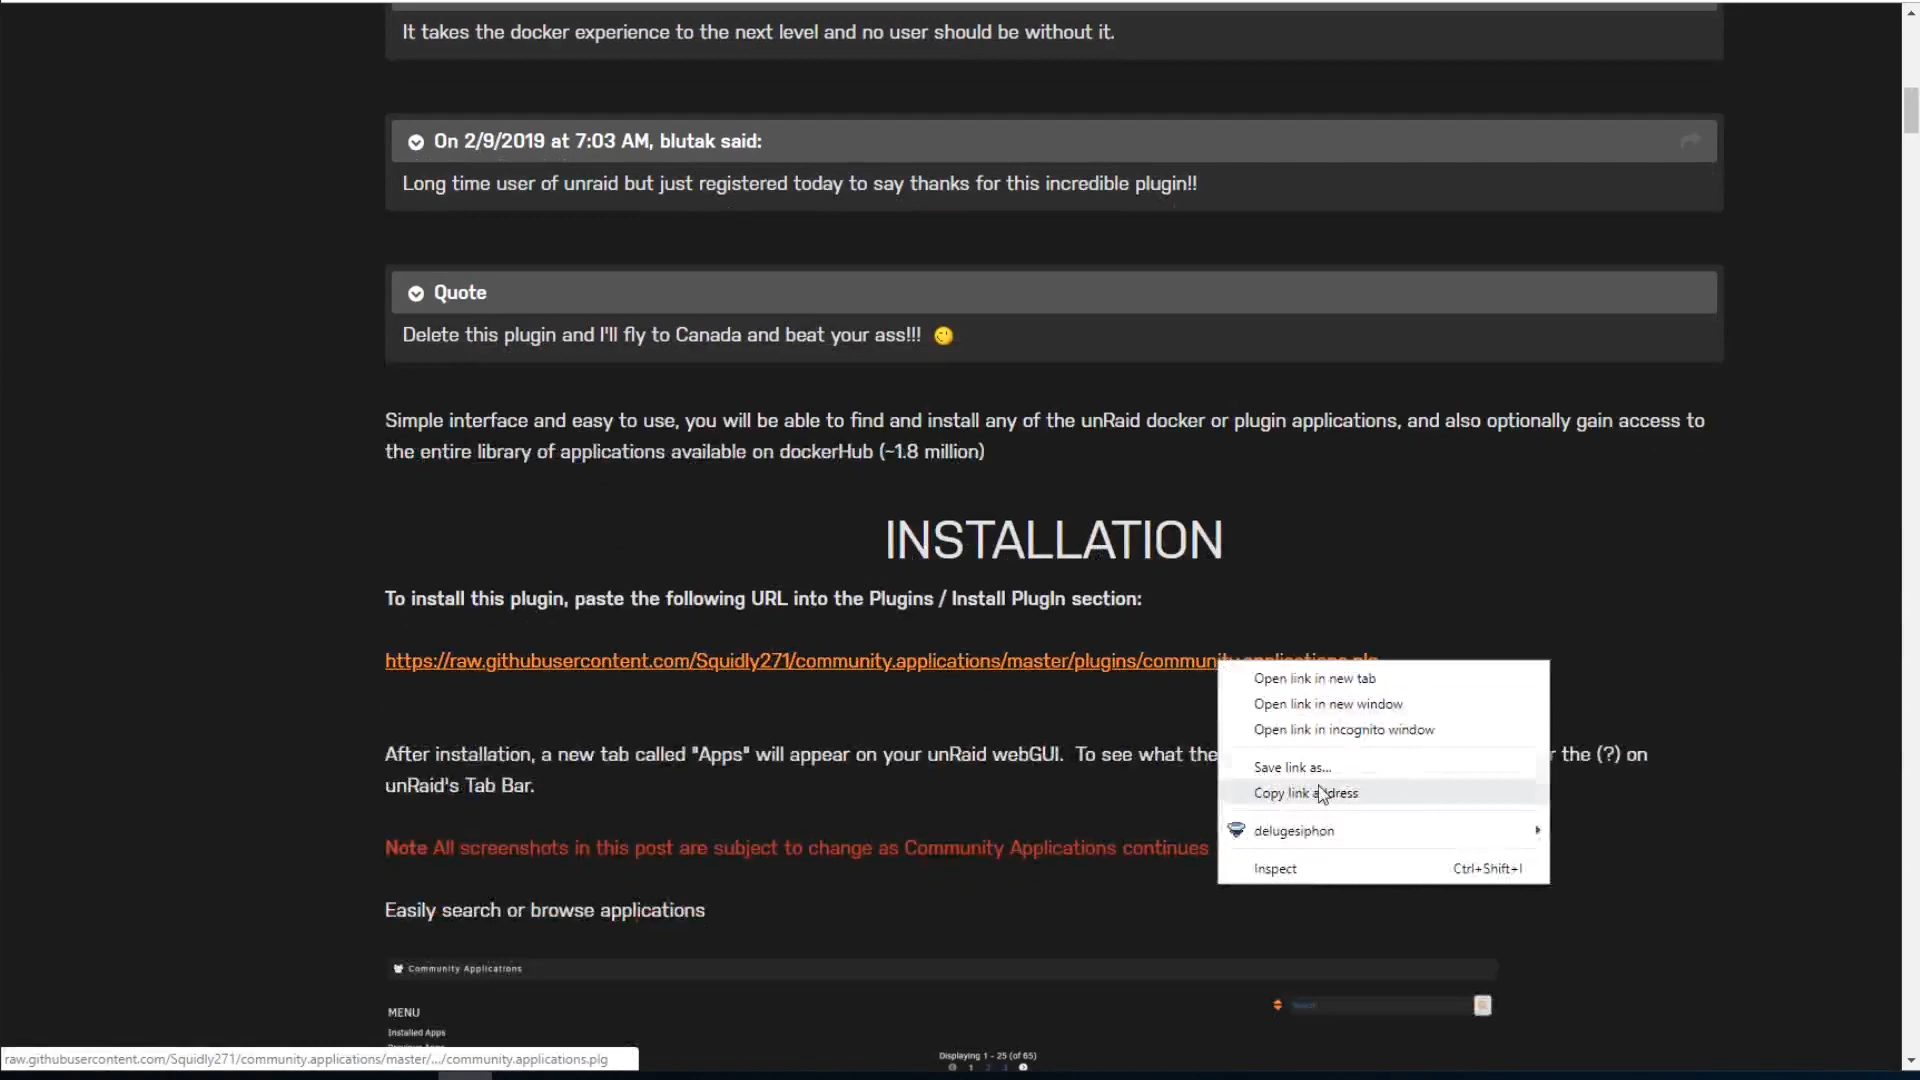 It takes the docker experience to the next level and no user should be without it.
On 2/9/2019 at 7:03 AM, blutak said:
Long time user of unraid but just registered today to say thanks for this incredible plugin!!
Quote
Delete this plugin and I'll fly to Canada and beat your ass!!!
Simple interface and easy to use, you will be able to find and install any of the unRaid docker or plugin applications, and also optionally gain access to
the entire library of applications available on dockerHub (~1.8 million)
INSTALLATION
To install this plugin, paste the following URL into the Plugins / Install PlugIn section:
https://raw.githubusercontent.com/Squidly271/community.applications/master/plugins/community.applications.plg
Open link in new tab
Open link in new window
Open link in incognito window
Save link as...
Copy link address
delugesiphon
Inspect Ctrl+Shift+I
After installation, a new tab called "Apps" will appear on your unRaid webGUI. To see what the r the (?) on
unRaid's Tab Bar.
Note All screenshots in this post are subject to change as Community Applications continues
Easily search or browse applications
Community Applications
MENU
Installed Apps
Displaying 1 - 25 (of 65)
1 2 3
raw.githubusercontent.com/Squidly271/community.applications/master/.../community.applications.plg